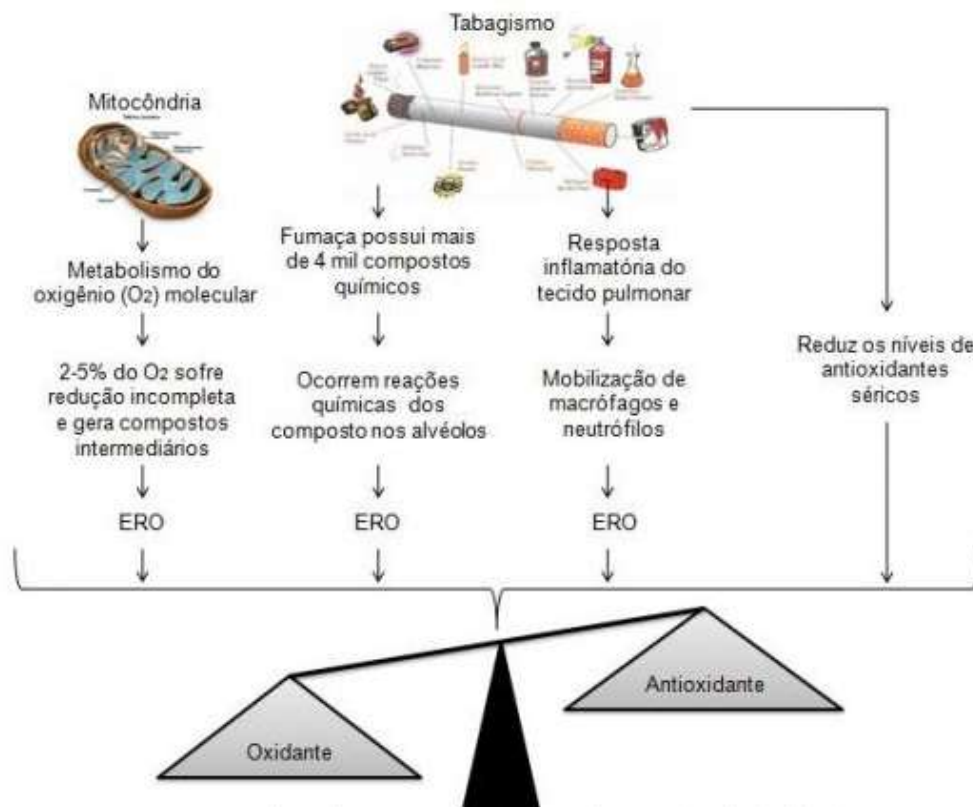 Tabagismo
Mitocôndria
Metabolismo do
oxigênio (O2) molecular
2-5% do O2 sofre
redução incompleta
e gera compostos
intermediários
ERO
Fumaça possui mais
de 4 mil compostos
químicos
Ocorrem reações
químicas dos
composto nos alvéolos
ERO
Resposta
inflamatória do
tecido pulmonar
Mobilização de
macrófagos e
neutrófilos
ERO
Reduz os níveis de
antioxidantes
séricos
Oxidante
Antioxidante